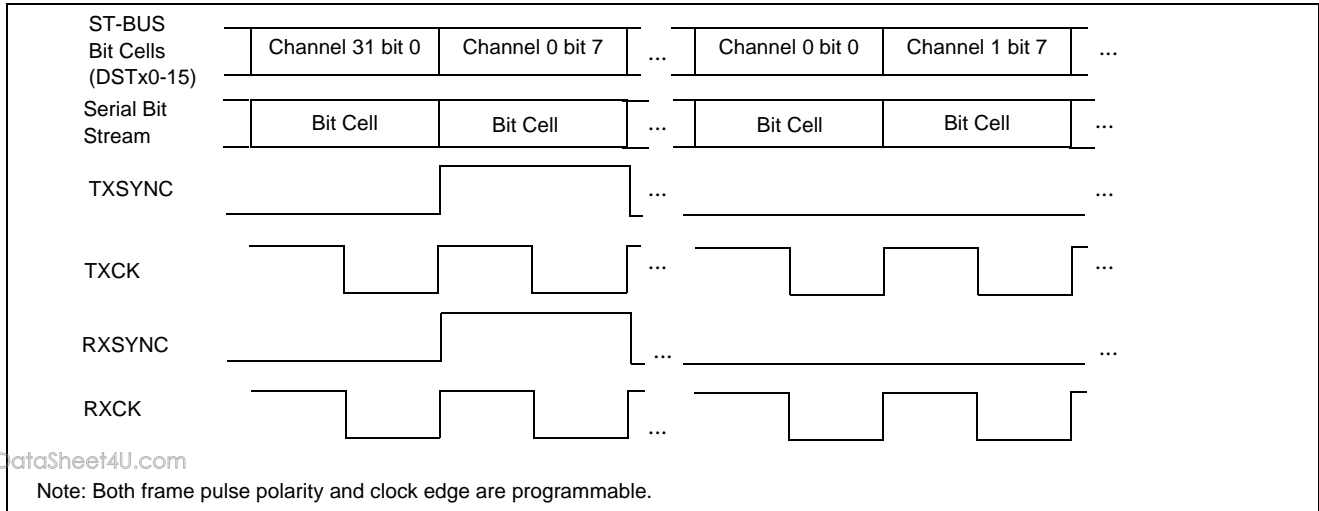 ST-BUS
Bit Cells
(DSTx0-15)
Channel 31 bit 0
Channel 0 bit 7
...
Channel 0 bit 0
Channel 1 bit 7
...
Serial Bit
Stream
Bit Cell
Bit Cell
...
Bit Cell
Bit Cell
...
TXSYNC
...
...
TXCK
...
...
RXSYNC
...
...
RXCK
...
DataSheet4U.com
Note: Both frame pulse polarity and clock edge are programmable.